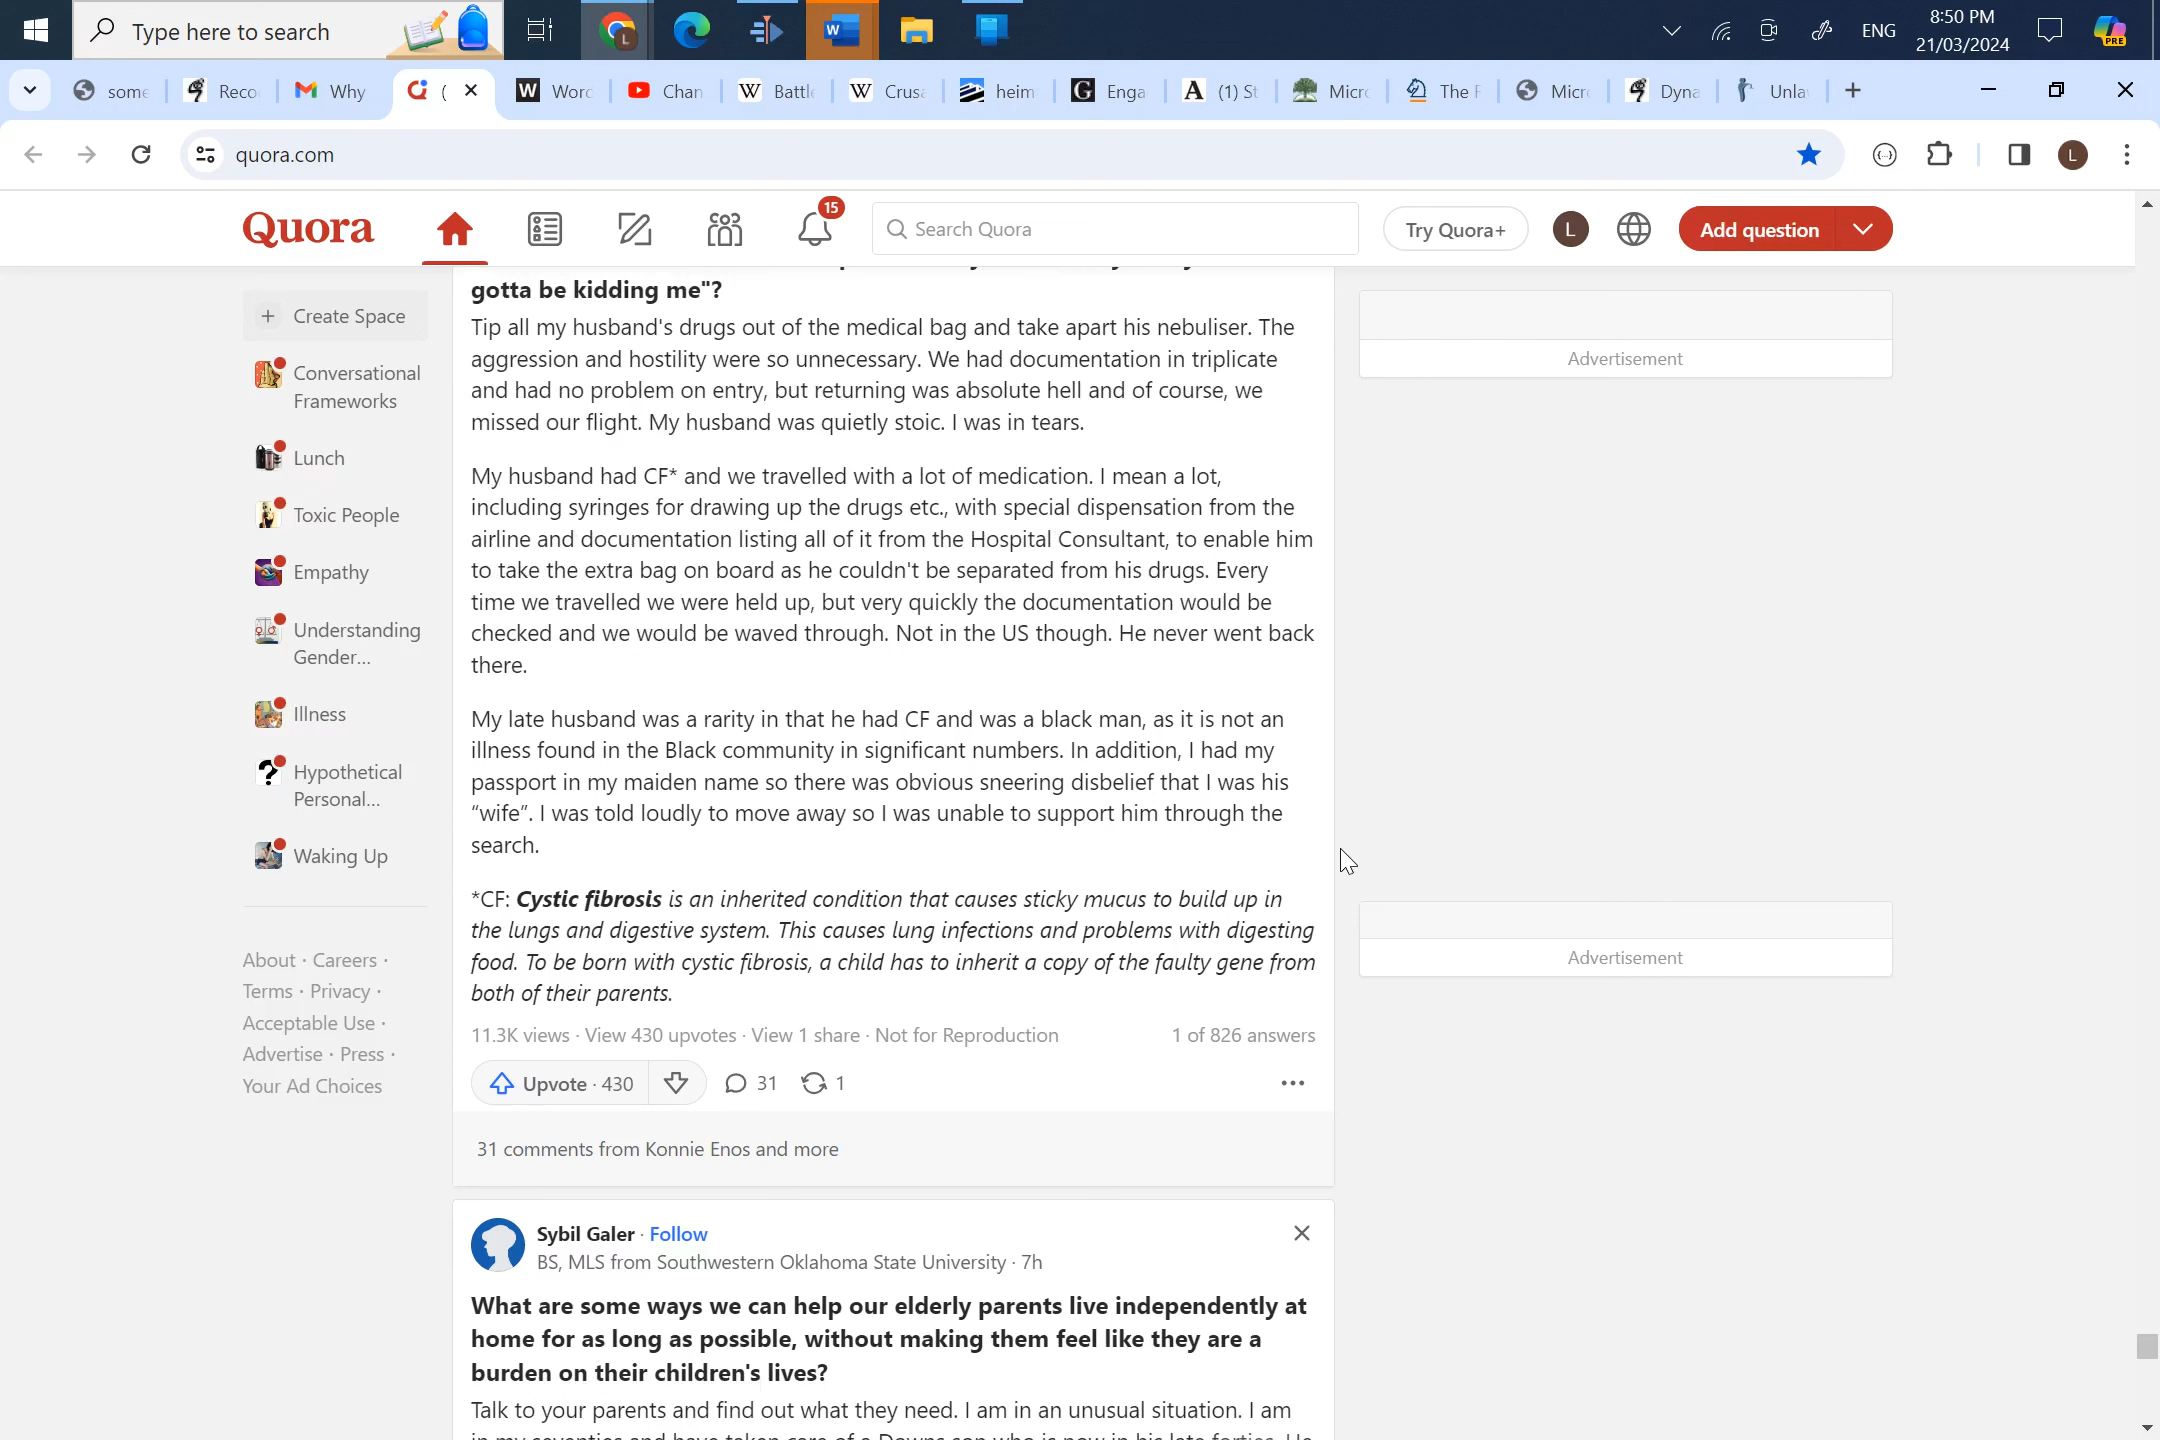 Type here to search
ENG
8:50 PM
21/03/2024
PRE
some
Reco
Why
(
Word
Chan
Battle
Crusa
heim
Enga
(1) St
Micro
The F
Micro
Dyna
Unla
quora.com
L
Quora
15
Search Quora
Try Quora+
L
Add question
gotta be kidding me"?
Tip all my husband's drugs out of the medical bag and take apart his nebuliser. The
aggression and hostility were so unnecessary. We had documentation in triplicate
and had no problem on entry, but returning was absolute hell and of course, we
missed our flight. My husband was quietly stoic. I was in tears.
My husband had CF* and we travelled with a lot of medication. I mean a lot,
including syringes for drawing up the drugs etc., with special dispensation from the
airline and documentation listing all of it from the Hospital Consultant, to enable him
to take the extra bag on board as he couldn't be separated from his drugs. Every
time we travelled we were held up, but very quickly the documentation would be
checked and we would be waved through. Not in the US though. He never went back
there.
My late husband was a rarity in that he had CF and was a black man, as it is not an
illness found in the Black community in significant numbers. In addition, I had my
passport in my maiden name so there was obvious sneering disbelief that I was his
“wife”. I was told loudly to move away so I was unable to support him through the
search.
*CF: Cystic fibrosis is an inherited condition that causes sticky mucus to build up in
the lungs and digestive system. This causes lung infections and problems with digesting
food. To be born with cystic fibrosis, a child has to inherit a copy of the faulty gene from
both of their parents.
11.3K views · View 430 upvotes · View 1 share · Not for Reproduction
1 of 826 answers
Upvote · 430
31
1
31 comments from Konnie Enos and more
Sybil Galer · Follow
BS, MLS from Southwestern Oklahoma State University · 7h
What are some ways we can help our elderly parents live independently at
home for as long as possible, without making them feel like they are a
burden on their children's lives?
Talk to your parents and find out what they need. I am in an unusual situation. I am
Create Space
Conversational
Frameworks
Lunch
Toxic People
Empathy
Understanding
Gender...
Illness
Hypothetical
Personal...
Waking Up
About · Careers ·
Terms · Privacy ·
Acceptable Use ·
Advertise · Press ·
Your Ad Choices
Advertisement
Advertisement